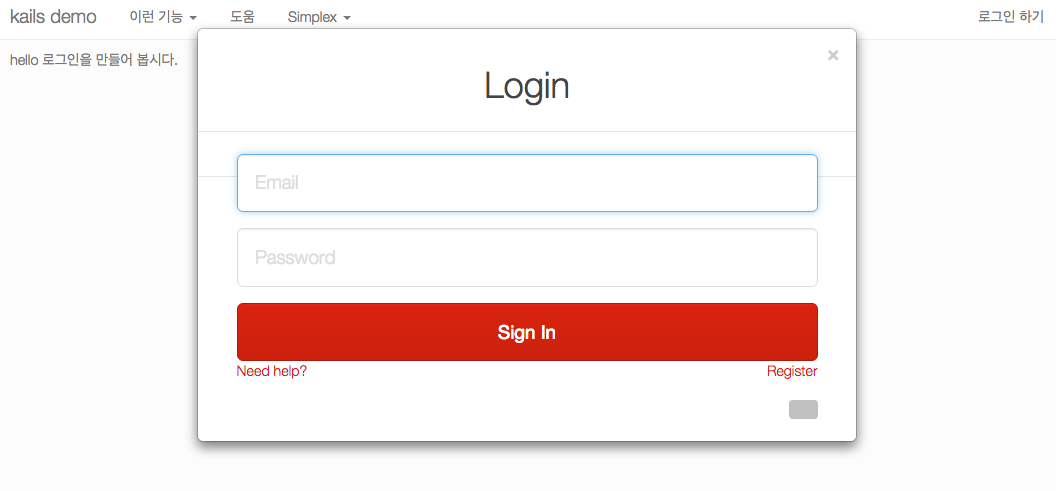 kails demo 이런 기능 도움 Simplex 로그인 하기
hello 로그인을 만들어 봅시다.
×
Login
Email
Password
Sign In
Need help? Register